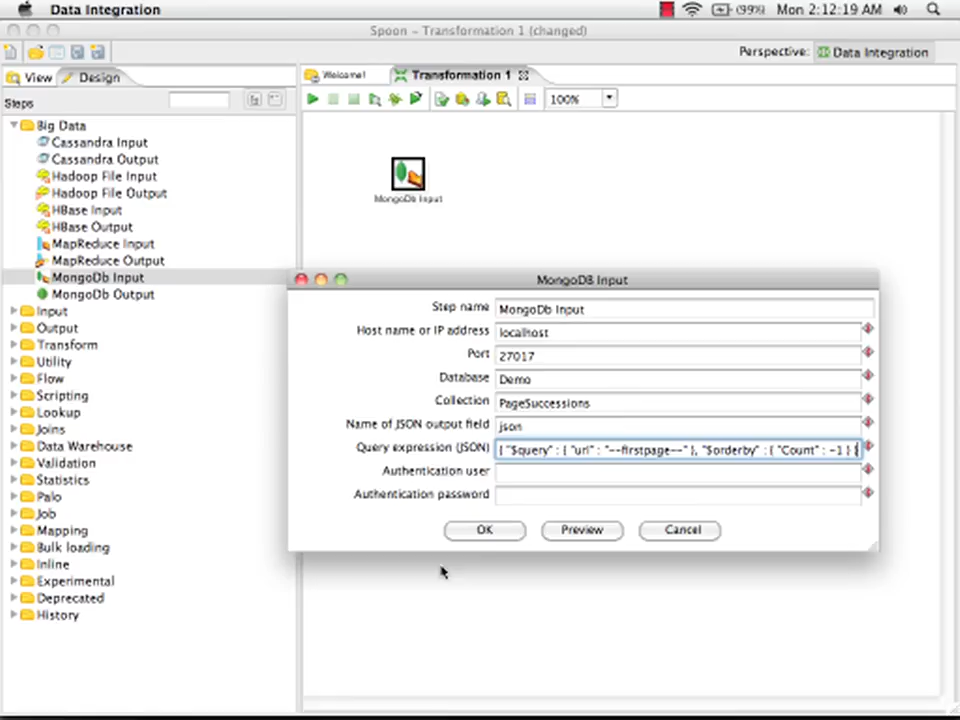 Data Integration
(99%) Mon 2:12:19 AM
Spoon - Transformation 1 (changed)
Perspective: Data Integration
View Design
Welcome! Transformation 1
Steps
100%
Big Data
Cassandra Input
Cassandra Output
Hadoop File Input
Hadoop File Output
HBase Input
HBase Output
MapReduce Input
MapReduce Output
MongoDb Input
MongoDb Output
Input
Output
Transform
Utility
Flow
Scripting
Lookup
Joins
Data Warehouse
Validation
Statistics
Palo
Job
Mapping
Bulk loading
Inline
Experimental
Deprecated
History
MongoDb Input
MongoDB Input
Step name MongoDb Input
Host name or IP address localhost
Port 27017
Database Demo
Collection PageSuccessions
Name of JSON output field json
Query expression (JSON) { "$query" : { "url" : "--firstpage--" }, "$orderby" : { "Count" : -1 } }
Authentication user
Authentication password
OK Preview Cancel